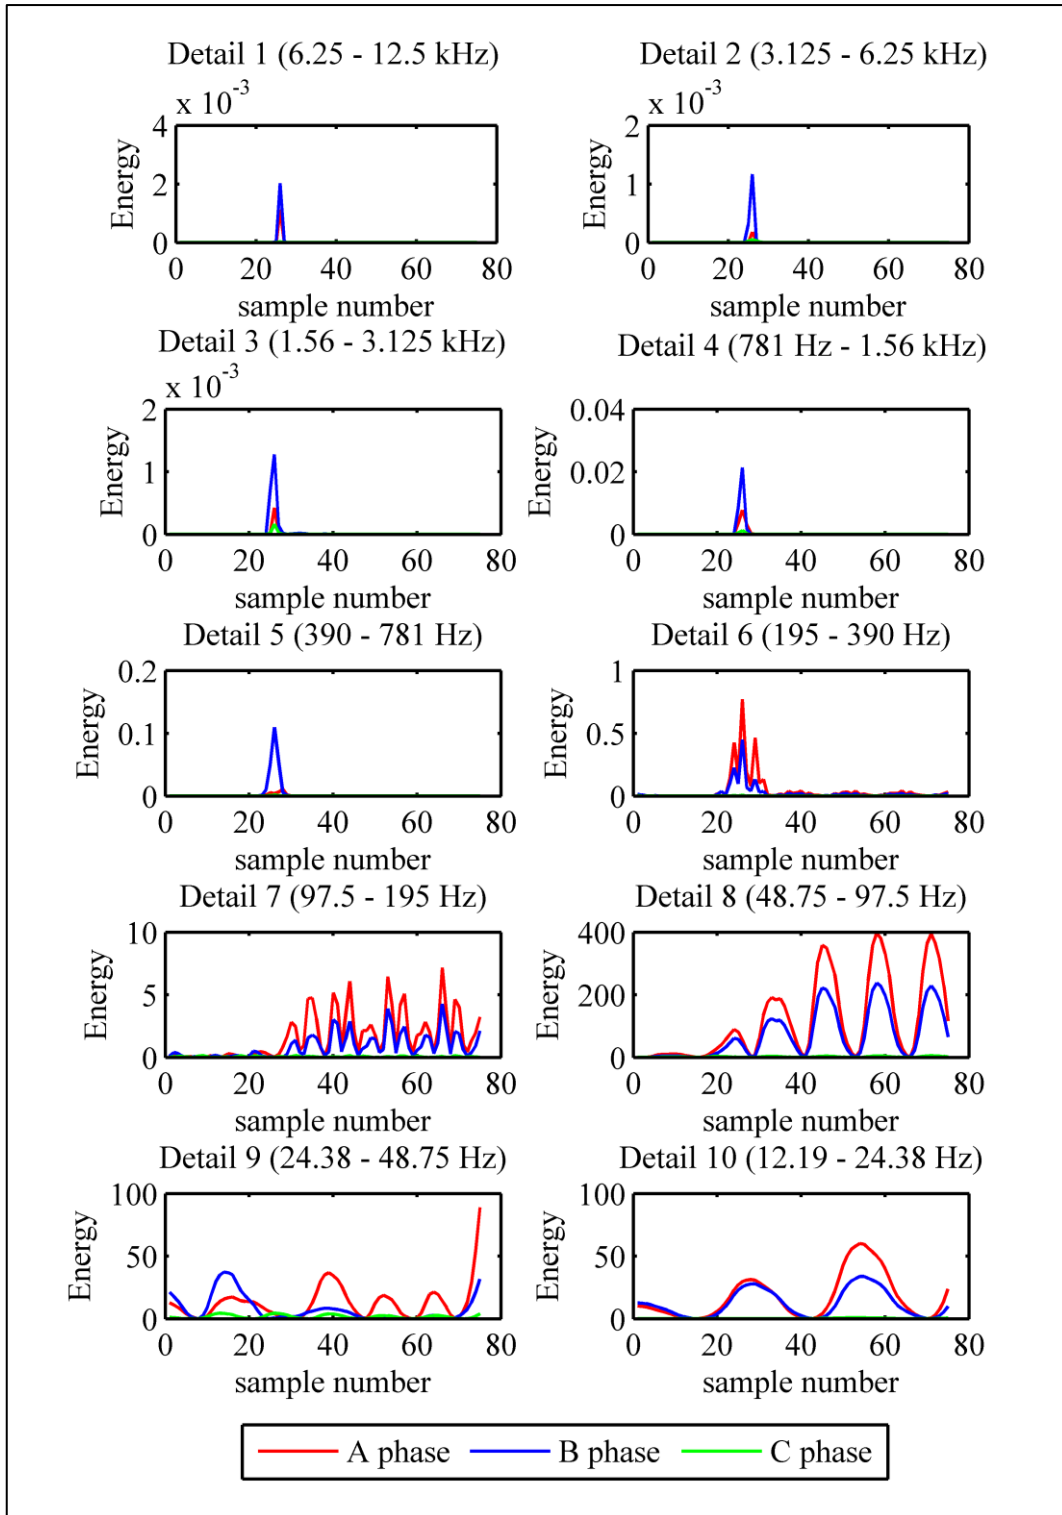 Detail 1 (6.25 - 12.5 kHz)
x 10^-3
4
2
0
Energy
0 20 40 60 80
sample number
Detail 2 (3.125 - 6.25 kHz)
x 10^-3
2
1
0
Energy
0 20 40 60 80
sample number
Detail 3 (1.56 - 3.125 kHz)
x 10^-3
2
1
0
Energy
0 20 40 60 80
sample number
Detail 4 (781 Hz - 1.56 kHz)
0.04
0.02
0
Energy
0 20 40 60 80
sample number
Detail 5 (390 - 781 Hz)
0.2
0.1
0
Energy
0 20 40 60 80
sample number
Detail 6 (195 - 390 Hz)
1
0.5
0
Energy
0 20 40 60 80
sample number
Detail 7 (97.5 - 195 Hz)
10
5
0
Energy
0 20 40 60 80
sample number
Detail 8 (48.75 - 97.5 Hz)
400
200
0
Energy
0 20 40 60 80
sample number
Detail 9 (24.38 - 48.75 Hz)
100
50
0
Energy
0 20 40 60 80
sample number
Detail 10 (12.19 - 24.38 Hz)
100
50
0
Energy
0 20 40 60 80
sample number
A phase B phase C phase